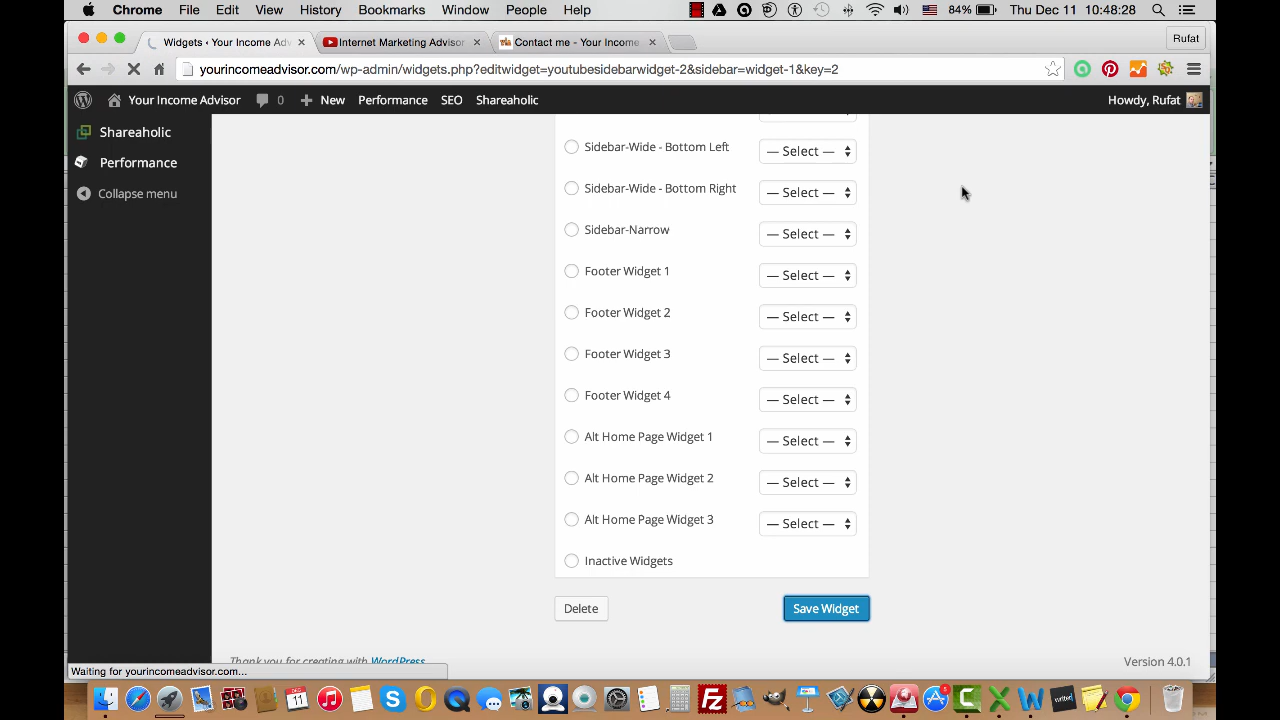 Chrome File Edit View History Bookmarks Window People Help 84% Thu Dec 11 10:48:28
Widgets ‹ Your Income Ad Internet Marketing Advisor Contact me - Your Income Rufat
yourincomeadvisor.com/wp-admin/widgets.php?editwidget=youtubesidebarwidget-2&sidebar=widget-1&key=2
Your Income Advisor 0 New Performance SEO Shareaholic Howdy, Rufat
Shareaholic
Performance
Collapse menu
Sidebar-Wide - Bottom Left — Select —
Sidebar-Wide - Bottom Right — Select —
Sidebar-Narrow — Select —
Footer Widget 1 — Select —
Footer Widget 2 — Select —
Footer Widget 3 — Select —
Footer Widget 4 — Select —
Alt Home Page Widget 1 — Select —
Alt Home Page Widget 2 — Select —
Alt Home Page Widget 3 — Select —
Inactive Widgets
Delete Save Widget
Thank you for creating with WordPress Version 4.0.1
Waiting for yourincomeadvisor.com...